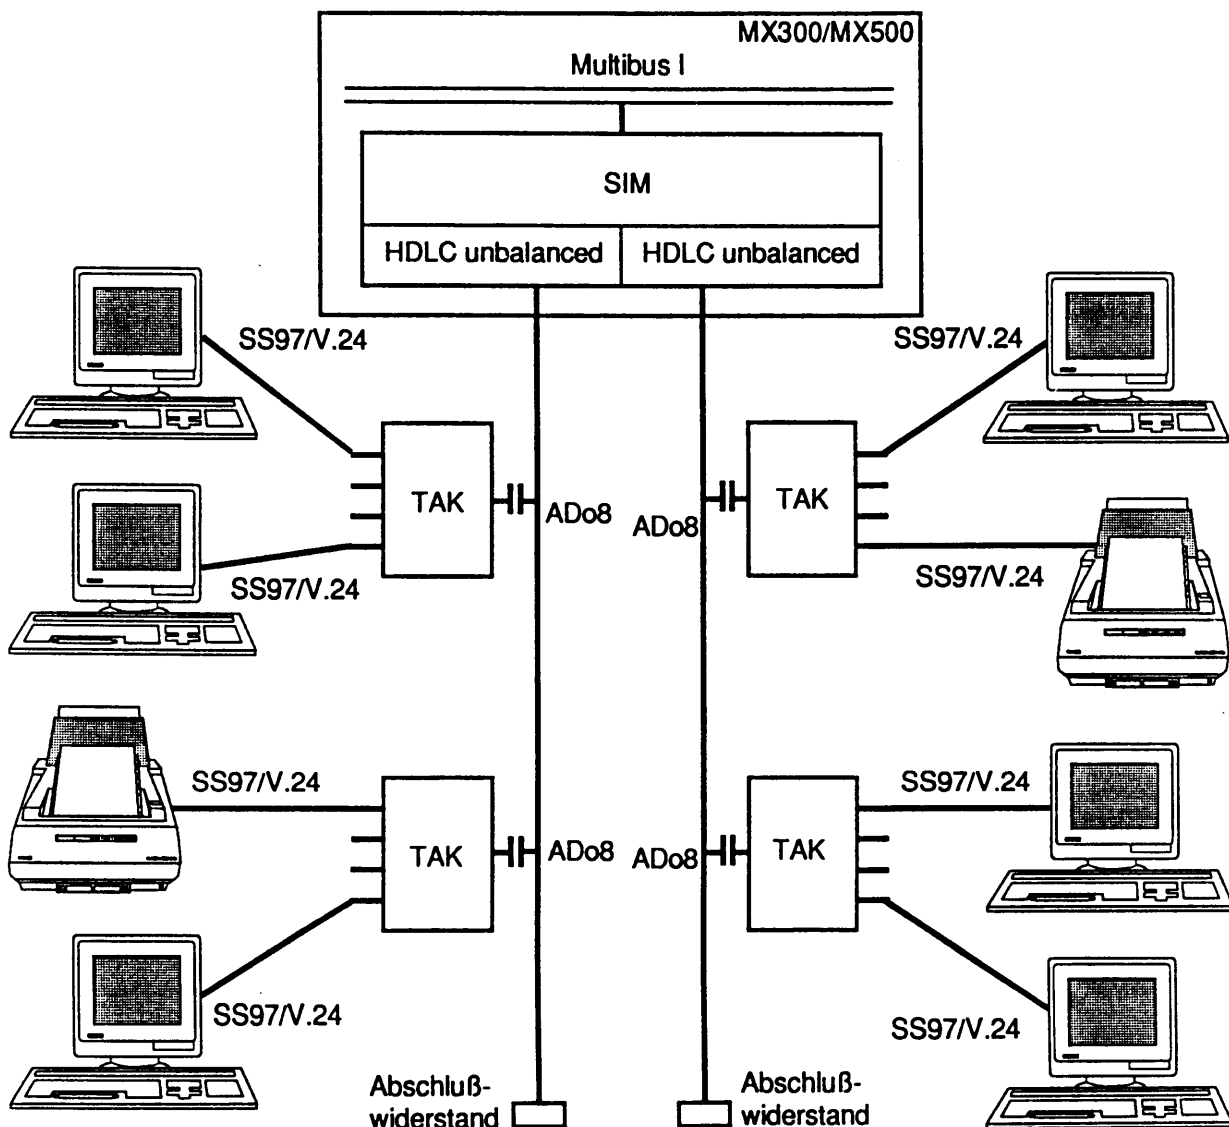 MX300/MX500
Multibus I
SIM
HDLC unbalanced
HDLC unbalanced
SS97/V.24
SS97/V.24
TAK
ADo8
ADo8
TAK
SS97/V.24
SS97/V.24
SS97/V.24
SS97/V.24
TAK
ADo8
ADo8
TAK
SS97/V.24
SS97/V.24
Abschluß-
widerstand
Abschluß-
widerstand